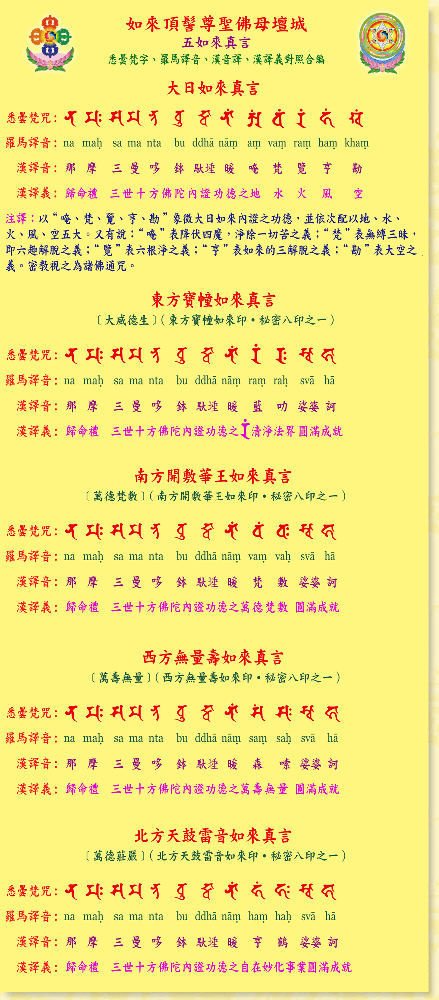 如來頂髻尊聖佛母壇城
五如來真言
悉曇梵字、羅馬譯音、漢音譯、漢譯義對照合編
大日如來真言
悉曇梵咒：𑖡 𑖦𑖾 𑖭 𑖦 𑖡𑖿𑖝 𑖤𑖲 𑖟𑖿𑖠𑖯 𑖡𑖯𑖽 𑖀𑖽 𑖪𑖽 𑖨𑖽 𑖮𑖽 𑖏𑖽
羅馬譯音：na maḥ sa ma nta bu ddhā nāṃ aṃ vaṃ raṃ haṃ khaṃ
漢譯音：那 摩 三 曼 哆 鉢 馱埵 暖 唵 梵 覽 亨 勘
漢譯義：歸命禮 三世十方佛陀內證功德之地 水 火 風 空
注譯：以“唵、梵、覽、亨、勘”象徵大日如來內證之功德，並依次配以地、水、
火、風、空五大。又有說：“唵”表降伏四魔，淨除一切苦之義；“梵”表無縛三昧，
即六趣解脫之義；“覽”表六根淨之義；“亨”表如來的三解脫之義；“勘”表大空之
義。密教視之為諸佛通咒。
東方寶幢如來真言
〔大威德生〕（東方寶幢如來印•秘密八印之一）
悉曇梵咒：𑖡 𑖦𑖾 𑖭 𑖦 𑖡𑖿𑖝 𑖤𑖲 𑖟𑖿𑖠𑖯 𑖡𑖯𑖽 𑖨𑖽 𑖨𑖾 𑖭𑖿𑖪𑖯 𑖮𑖯
羅馬譯音：na maḥ sa ma nta bu ddhā nāṃ raṃ raḥ svā hā
漢譯音：那 摩 三 曼 哆 鉢 馱埵 暖 藍 叻 娑婆 訶
漢譯義：歸命禮 三世十方佛陀內證功德之𑖨𑖽清淨法界 圓滿成就
南方開敷華王如來真言
〔萬德梵敷〕（南方開敷華王如來印•秘密八印之一）
悉曇梵咒：𑖡 𑖦𑖾 𑖭 𑖦 𑖡𑖿𑖝 𑖤𑖲 𑖟𑖿𑖠𑖯 𑖡𑖯𑖽 𑖪𑖽 𑖪𑖾 𑖭𑖿𑖪𑖯 𑖮𑖯
羅馬譯音：na maḥ sa ma nta bu ddhā nāṃ vaṃ vaḥ svā hā
漢譯音：那 摩 三 曼 哆 鉢 馱埵 暖 梵 敷 娑婆 訶
漢譯義：歸命禮 三世十方佛陀內證功德之萬德梵敷 圓滿成就
西方無量壽如來真言
〔萬壽無量〕（西方無量壽如來印•秘密八印之一）
悉曇梵咒：𑖡 𑖦𑖾 𑖭 𑖦 𑖡𑖿𑖝 𑖤𑖲 𑖟𑖿𑖠𑖯 𑖡𑖯𑖽 𑖭𑖽 𑖭𑖾 𑖭𑖿𑖪𑖯 𑖮𑖯
羅馬譯音：na maḥ sa ma nta bu ddhā nāṃ saṃ saḥ svā hā
漢譯音：那 摩 三 曼 哆 鉢 馱埵 暖 森 嗦 娑婆 訶
漢譯義：歸命禮 三世十方佛陀內證功德之萬壽無量 圓滿成就
北方天鼓雷音如來真言
〔萬德莊嚴〕（北方天鼓雷音如來印•秘密八印之一）
悉曇梵咒：𑖡 𑖦𑖾 𑖭 𑖦 𑖡𑖿𑖝 𑖤𑖲 𑖟𑖿𑖠𑖯 𑖡𑖯𑖽 𑖮𑖽 𑖮𑖾 𑖭𑖿𑖪𑖯 𑖮𑖯
羅馬譯音：na maḥ sa ma nta bu ddhā nāṃ haṃ haḥ svā hā
漢譯音：那 摩 三 曼 哆 鉢 馱埵 暖 亨 鶴 娑婆 訶
漢譯義：歸命禮 三世十方佛陀內證功德之自在妙化事業圓滿成就